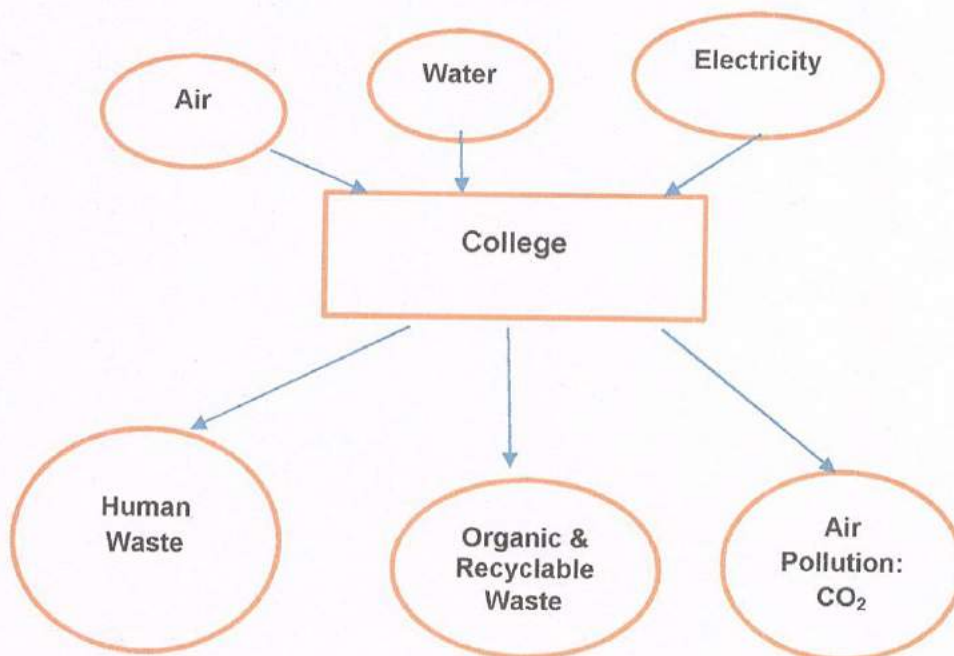 Air
Water
Electricity
College
Human
Waste
Organic &
Recyclable
Waste
Air
Pollution:
CO₂